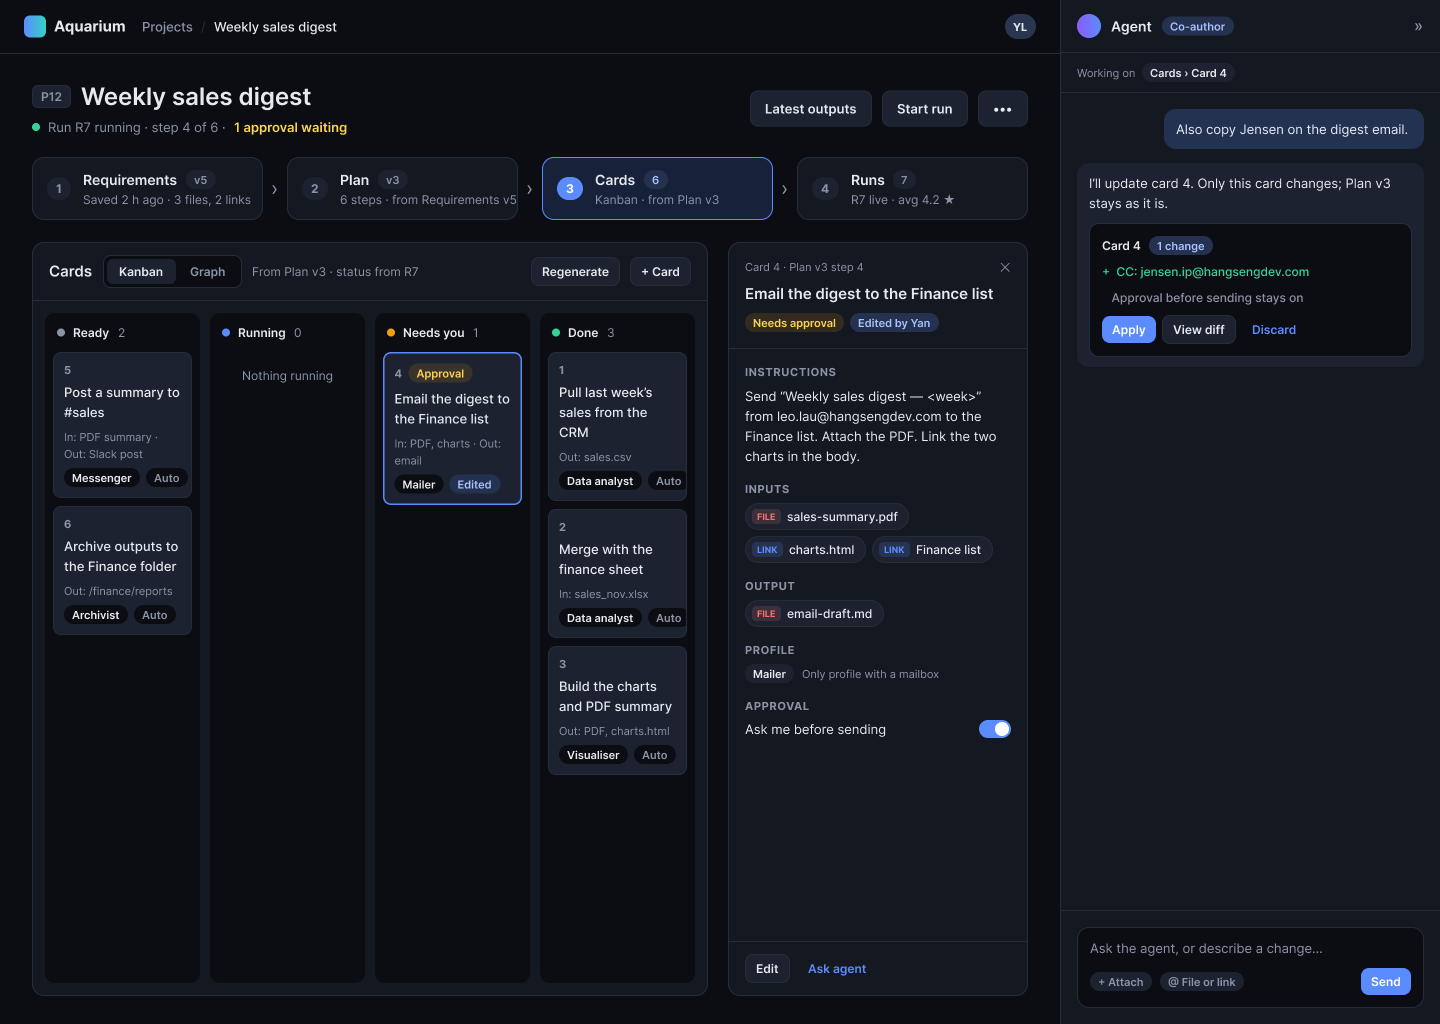 Aquarium Projects / Weekly sales digest
YL
P12 Weekly sales digest
Run R7 running · step 4 of 6 · 1 approval waiting
Latest outputs
Start run
•••
1 Requirements v5
Saved 2 h ago · 3 files, 2 links
›
2 Plan v3
6 steps · from Requirements v5
›
3 Cards 6
Kanban · from Plan v3
›
4 Runs 7
R7 live · avg 4.2 ★
Cards Kanban Graph From Plan v3 · status from R7
Regenerate
+ Card
Ready 2
5
Post a summary to
#sales
In: PDF summary ·
Out: Slack post
Messenger Auto
6
Archive outputs to
the Finance folder
Out: /finance/reports
Archivist Auto
Running 0
Nothing running
Needs you 1
4 Approval
Email the digest to
the Finance list
In: PDF, charts · Out:
email
Mailer Edited
Done 3
1
Pull last week’s
sales from the
CRM
Out: sales.csv
Data analyst Auto
2
Merge with the
finance sheet
In: sales_nov.xlsx
Data analyst Auto
3
Build the charts
and PDF summary
Out: PDF, charts.html
Visualiser Auto
Card 4 · Plan v3 step 4
Email the digest to the Finance list
Needs approval Edited by Yan
INSTRUCTIONS
Send “Weekly sales digest — <week>”
from leo.lau@hangsengdev.com to the
Finance list. Attach the PDF. Link the two
charts in the body.
INPUTS
FILE sales-summary.pdf
LINK charts.html LINK Finance list
OUTPUT
FILE email-draft.md
PROFILE
Mailer Only profile with a mailbox
APPROVAL
Ask me before sending
Edit Ask agent
Agent Co-author »
Working on Cards › Card 4
Also copy Jensen on the digest email.
I’ll update card 4. Only this card changes; Plan v3
stays as it is.
Card 4 1 change
+ CC: jensen.ip@hangsengdev.com
Approval before sending stays on
Apply View diff Discard
Ask the agent, or describe a change…
+ Attach @ File or link Send